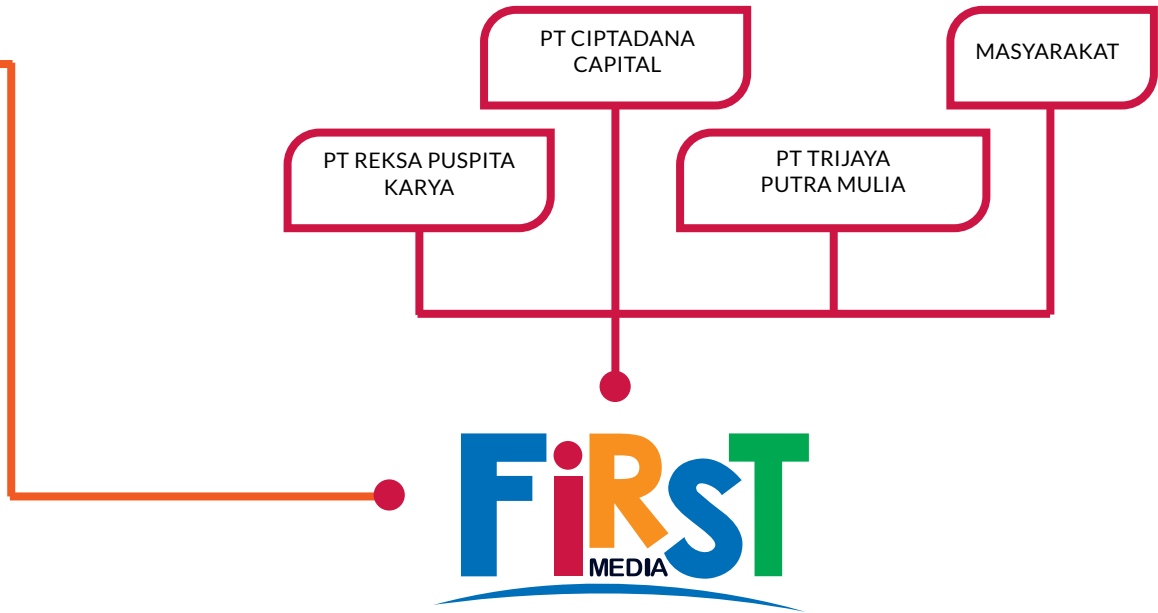 PT CIPTADANA
CAPITAL
MASYARAKAT
PT REKSA PUSPITA
KARYA
PT TRIJAYA
PUTRA MULIA
FiRST
MEDIA